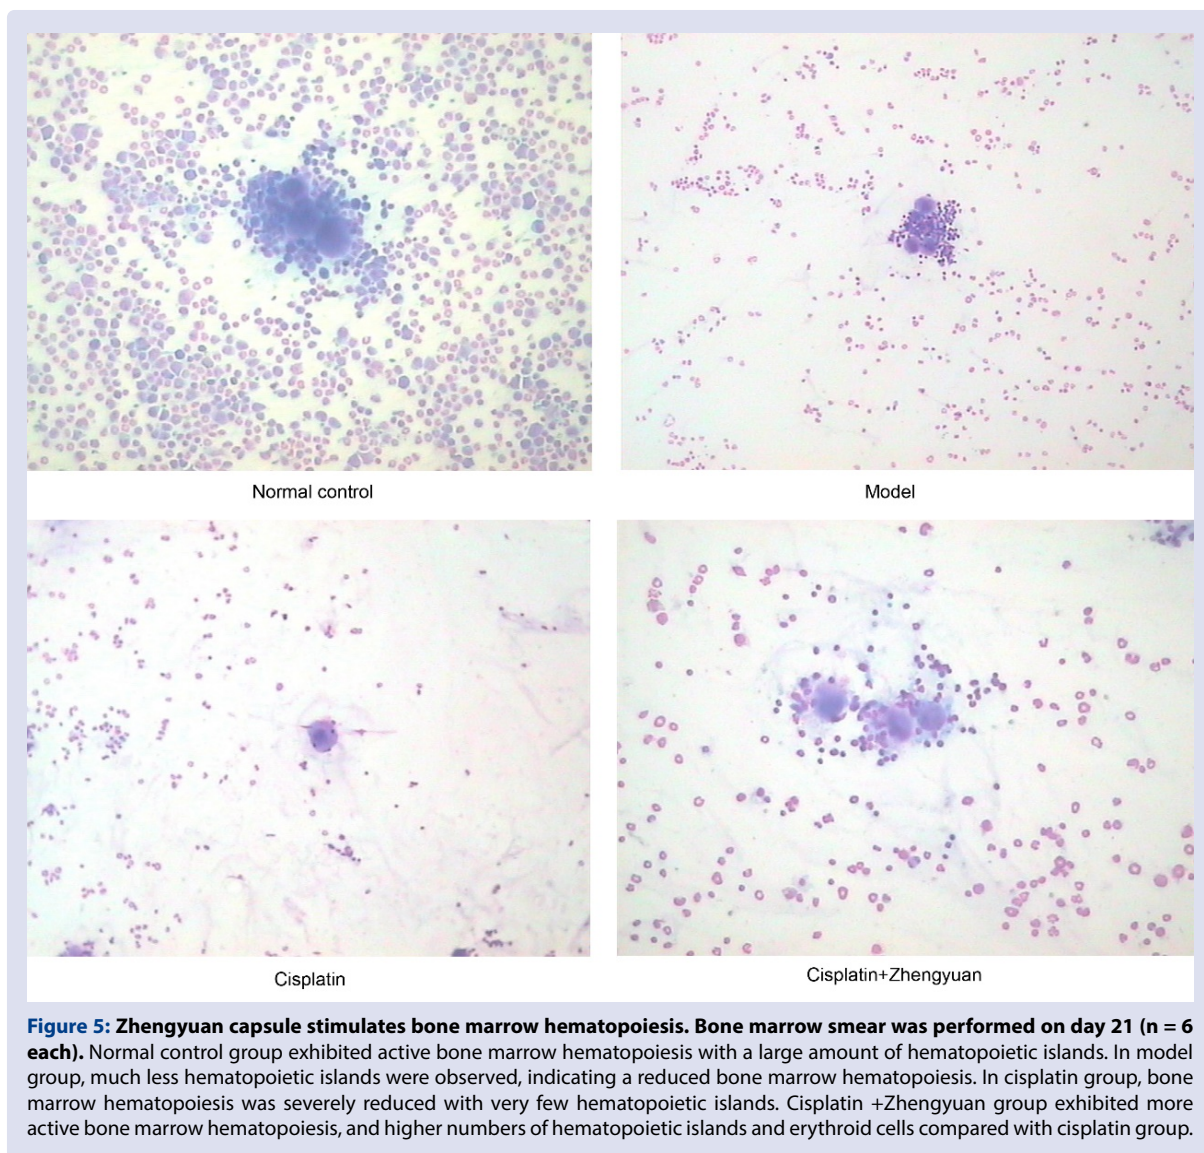 Normal control
Model
Cisplatin
Cisplatin+Zhengyuan
Figure 5: Zhengyuan capsule stimulates bone marrow hematopoiesis. Bone marrow smear was performed on day 21 (n = 6
each). Normal control group exhibited active bone marrow hematopoiesis with a large amount of hematopoietic islands. In model
group, much less hematopoietic islands were observed, indicating a reduced bone marrow hematopoiesis. In cisplatin group, bone
marrow hematopoiesis was severely reduced with very few hematopoietic islands. Cisplatin +Zhengyuan group exhibited more
active bone marrow hematopoiesis, and higher numbers of hematopoietic islands and erythroid cells compared with cisplatin group.